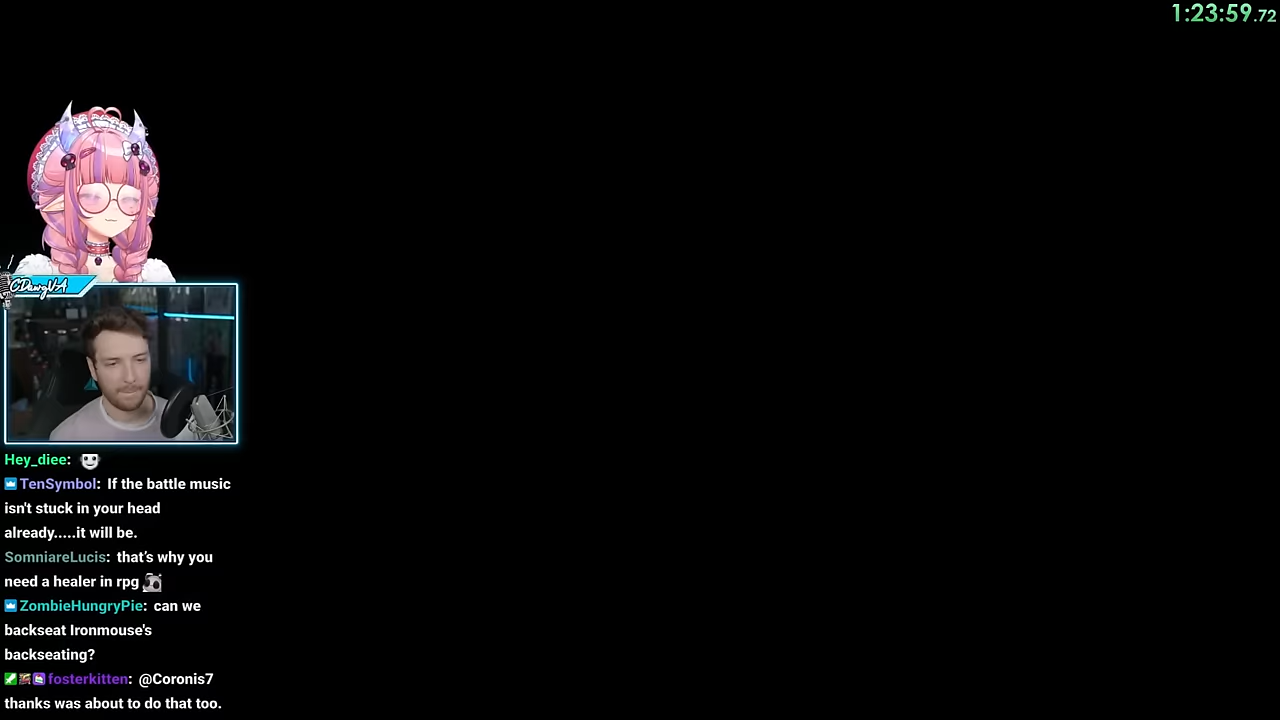 1:23:59.72
CDawgVA
Hey_diee:
TenSymbol: If the battle music
isn't stuck in your head
already.....it will be.
SomniareLucis: that's why you
need a healer in rpg
ZombieHungryPie: can we
backseat Ironmouse's
backseating?
fosterkitten: @Coronis7
thanks was about to do that too.